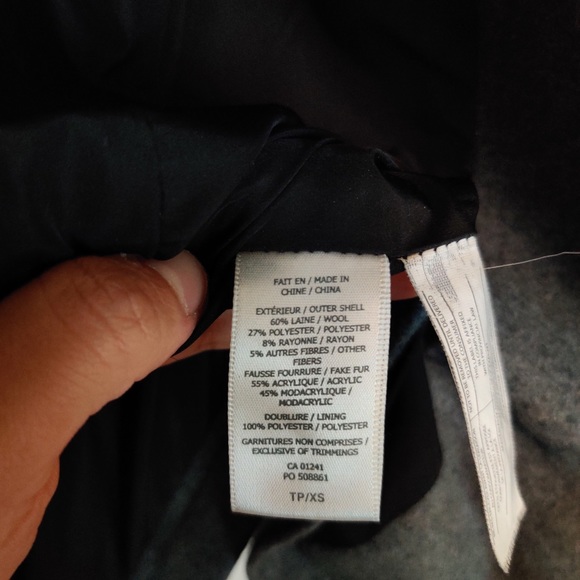 FAIT EN / MADE IN
CHINE / CHINA
EXTÉRIEUR / OUTER SHELL
60% LAINE / WOOL
27% POLYESTER / POLYESTER
8% RAYONNE / RAYON
5% AUTRES FIBRES / OTHER
FIBERS
FAUSSE FOURRURE / FAKE FUR
55% ACRYLIQUE / ACRYLIC
45% MODACRYLIQUE /
MODACRYLIC
DOUBLURE / LINING
100% POLYESTER / POLYESTER
GARNITURES NON COMPRISES /
EXCLUSIVE OF TRIMMINGS
CA 01241
PO 508861
TP/XS